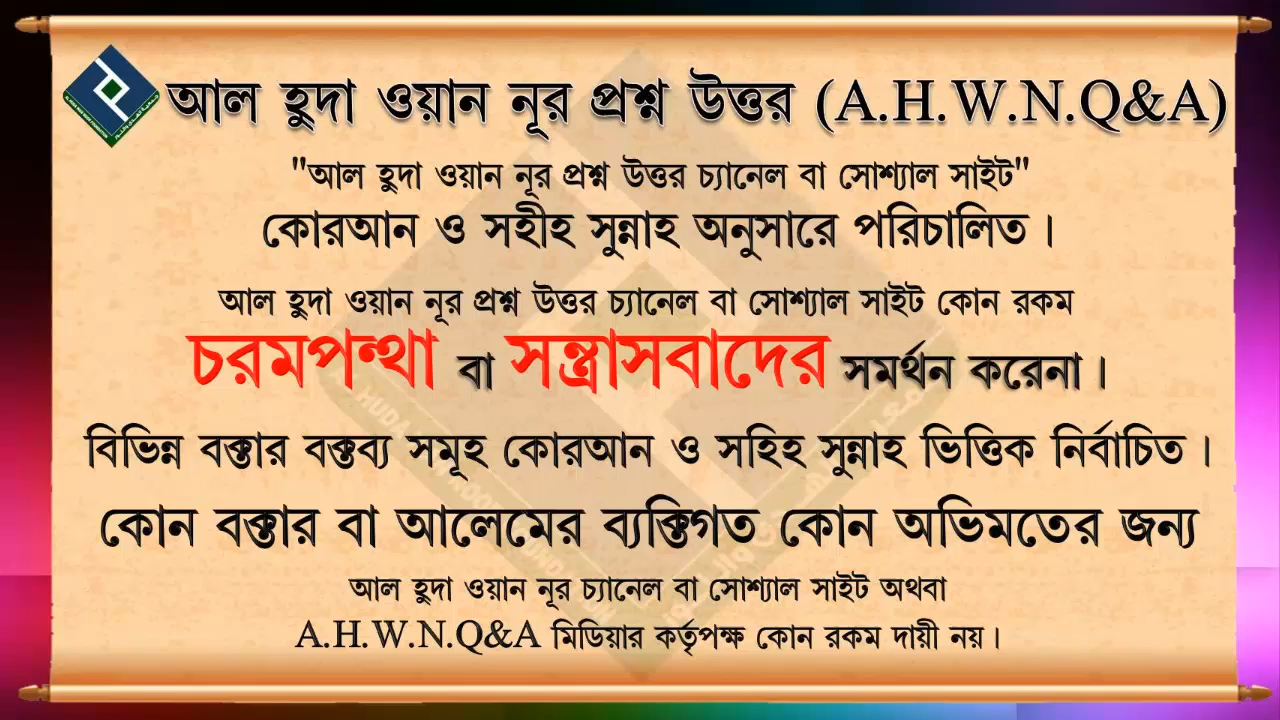 আল হুদা ওয়ান নূর প্রশ্ন উত্তর (A.H.W.N.Q&A)
"আল হুদা ওয়ান নূর প্রশ্ন উত্তর চ্যানেল বা সোশ্যাল সাইট"
কোরআন ও সহীহ সুন্নাহ অনুসারে পরিচালিত।
আল হুদা ওয়ান নূর প্রশ্ন উত্তর চ্যানেল বা সোশ্যাল সাইট কোন রকম
চরমপন্থা বা সন্ত্রাসবাদের সমর্থন করেনা।
বিভিন্ন বক্তার বক্তব্য সমূহ কোরআন ও সহিহ সুন্নাহ ভিত্তিক নির্বাচিত।
কোন বক্তার বা আলেমের ব্যক্তিগত কোন অভিমতের জন্য
আল হুদা ওয়ান নূর চ্যানেল বা সোশ্যাল সাইট অথবা
A.H.W.N.Q&A মিডিয়ার কর্তৃপক্ষ কোন রকম দায়ী নয়।